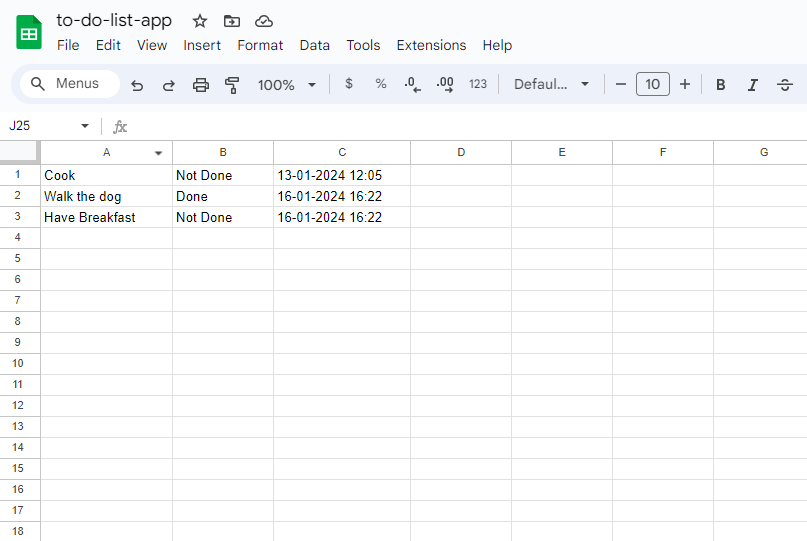 to-do-list-app
File Edit View Insert Format Data Tools Extensions Help
Menus 100% $ % .0 .00 123 Defaul... 10 B I S
J25 fx
A B C D E F G
1 Cook Not Done 13-01-2024 12:05
2 Walk the dog Done 16-01-2024 16:22
3 Have Breakfast Not Done 16-01-2024 16:22
4
5
6
7
8
9
10
11
12
13
14
15
16
17
18